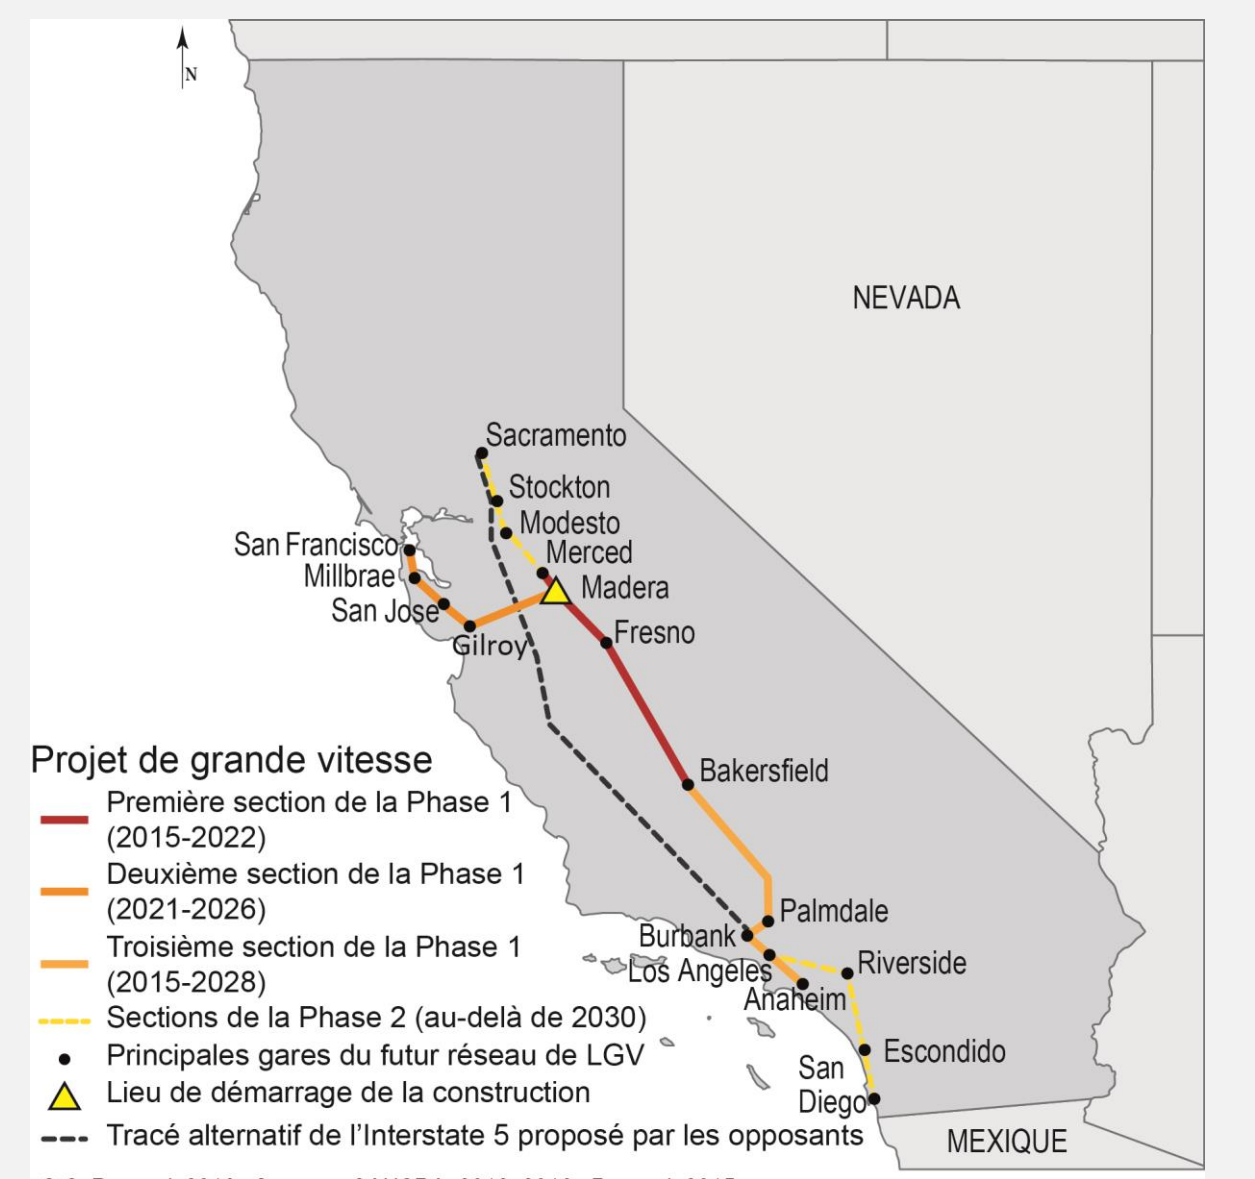 N
NEVADA
Sacramento
Stockton
Modesto
Merced
San Francisco
Millbrae
Madera
San Jose
Fresno
Gilroy
Bakersfield
Palmdale
Burbank
Los Angeles
Riverside
Anaheim
Escondido
San
Diego
MEXIQUE
Projet de grande vitesse
Première section de la Phase 1
(2015-2022)
Deuxième section de la Phase 1
(2021-2026)
Troisième section de la Phase 1
(2015-2028)
Sections de la Phase 2 (au-delà de 2030)
Principales gares du futur réseau de LGV
Lieu de démarrage de la construction
Tracé alternatif de l'Interstate 5 proposé par les opposants